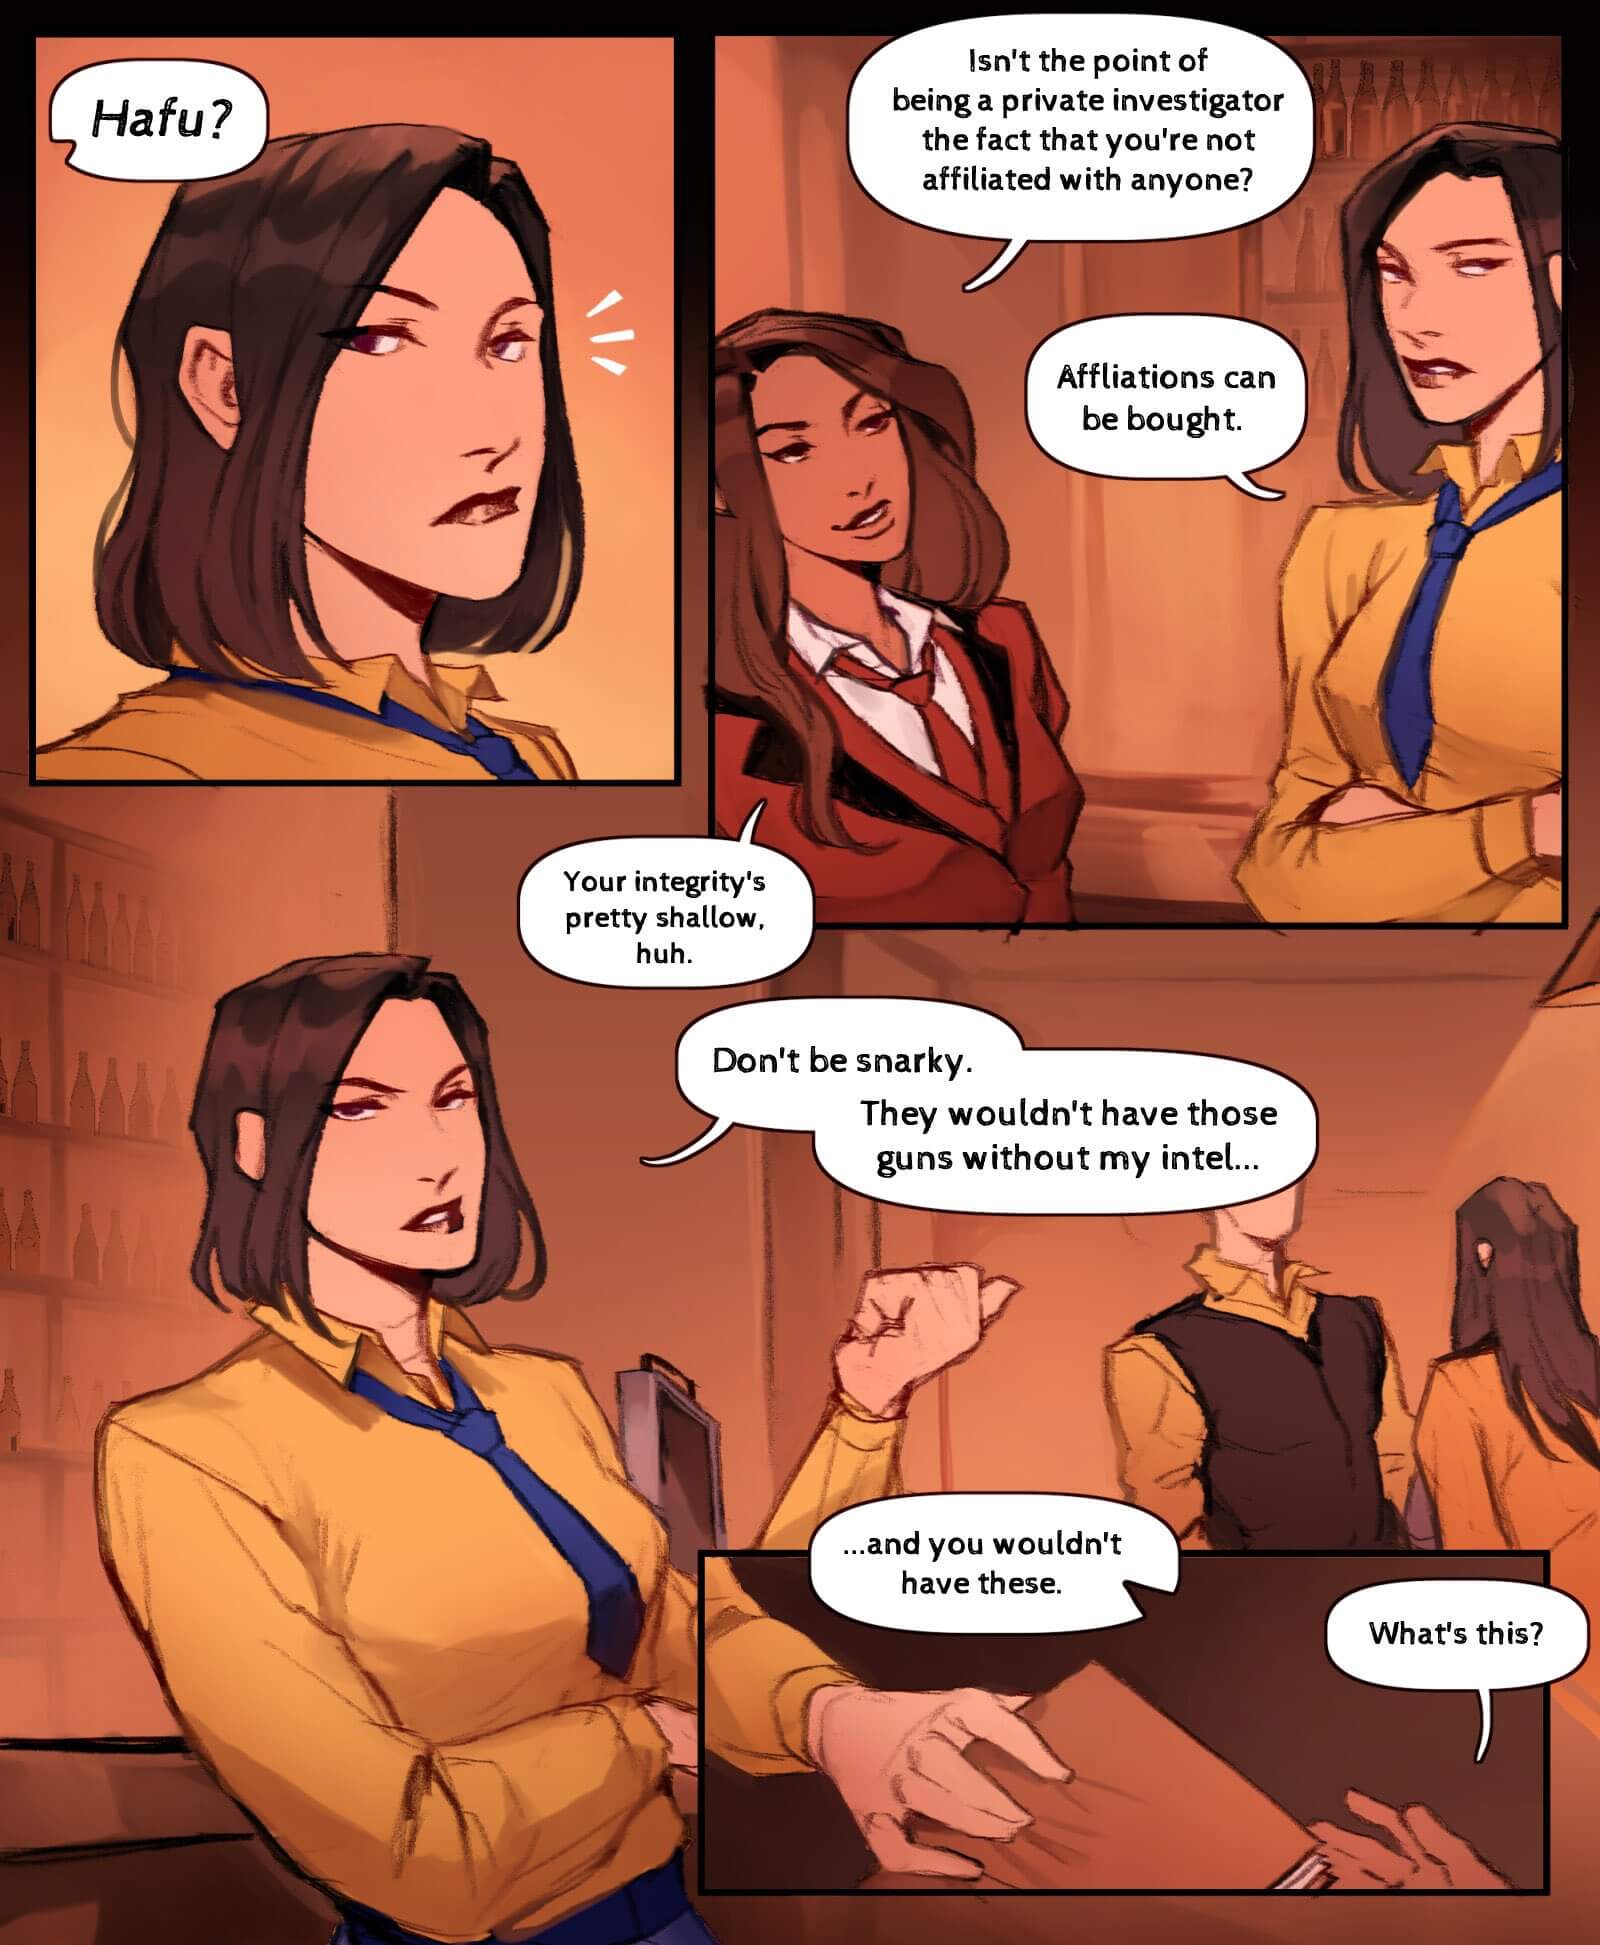 Hafu?
Isn't the point of
being a private investigator
the fact that you're not
affiliated with anyone?
Affliations can
be bought.
Your integrity's
pretty shallow,
huh.
Don't be snarky.
They wouldn't have those
guns without my intel...
...and you wouldn't
have these.
What's this?